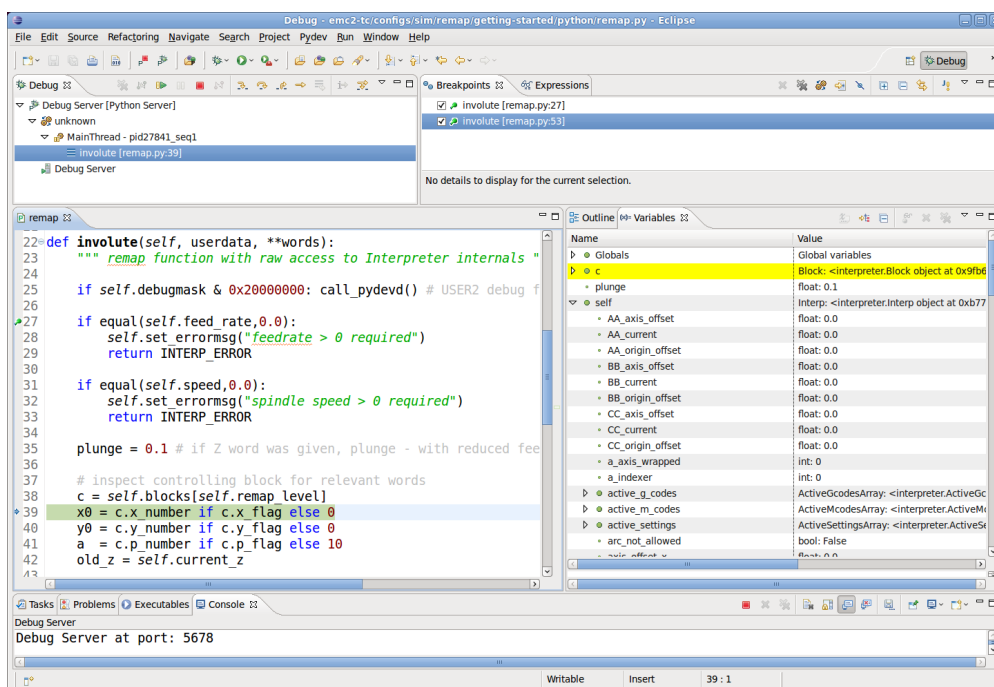 Debug - emc2-tc/configs/sim/remap/getting-started/python/remap.py - Eclipse
File Edit Source Refactoring Navigate Search Project Pydev Run Window Help
Debug
Debug
Debug Server [Python Server]
unknown
MainThread - pid27841_seq1
involute [remap.py:39]
Debug Server
Breakpoints Expressions
involute [remap.py:27]
involute [remap.py:53]
No details to display for the current selection.
remap
22 def involute(self, userdata, **words):
23 """ remap function with raw access to Interpreter internals "
24
25 if self.debugmask & 0x20000000: call_pydevd() # USER2 debug f
26
27 if equal(self.feed_rate,0.0):
28 self.set_errormsg("feedrate > 0 required")
29 return INTERP_ERROR
30
31 if equal(self.speed,0.0):
32 self.set_errormsg("spindle speed > 0 required")
33 return INTERP_ERROR
34
35 plunge = 0.1 # if Z word was given, plunge - with reduced fee
36
37 # inspect controlling block for relevant words
38 c = self.blocks[self.remap_level]
39 x0 = c.x_number if c.x_flag else 0
40 y0 = c.y_number if c.y_flag else 0
41 a = c.p_number if c.p_flag else 10
42 old_z = self.current_z
43
Outline Variables
Name Value
Globals Global variables
c Block: <interpreter.Block object at 0x9fb6
plunge float: 0.1
self Interp: <interpreter.Interp object at 0xb77
AA_axis_offset float: 0.0
AA_current float: 0.0
AA_origin_offset float: 0.0
BB_axis_offset float: 0.0
BB_current float: 0.0
BB_origin_offset float: 0.0
CC_axis_offset float: 0.0
CC_current float: 0.0
CC_origin_offset float: 0.0
a_axis_wrapped int: 0
a_indexer int: 0
active_g_codes ActiveGcodesArray: <interpreter.ActiveGc
active_m_codes ActiveMcodesArray: <interpreter.ActiveMc
active_settings ActiveSettingsArray: <interpreter.ActiveSe
arc_not_allowed bool: False
axis_offset_x float: 0.0
Tasks Problems Executables Console
Debug Server
Debug Server at port: 5678
Writable Insert 39 : 1